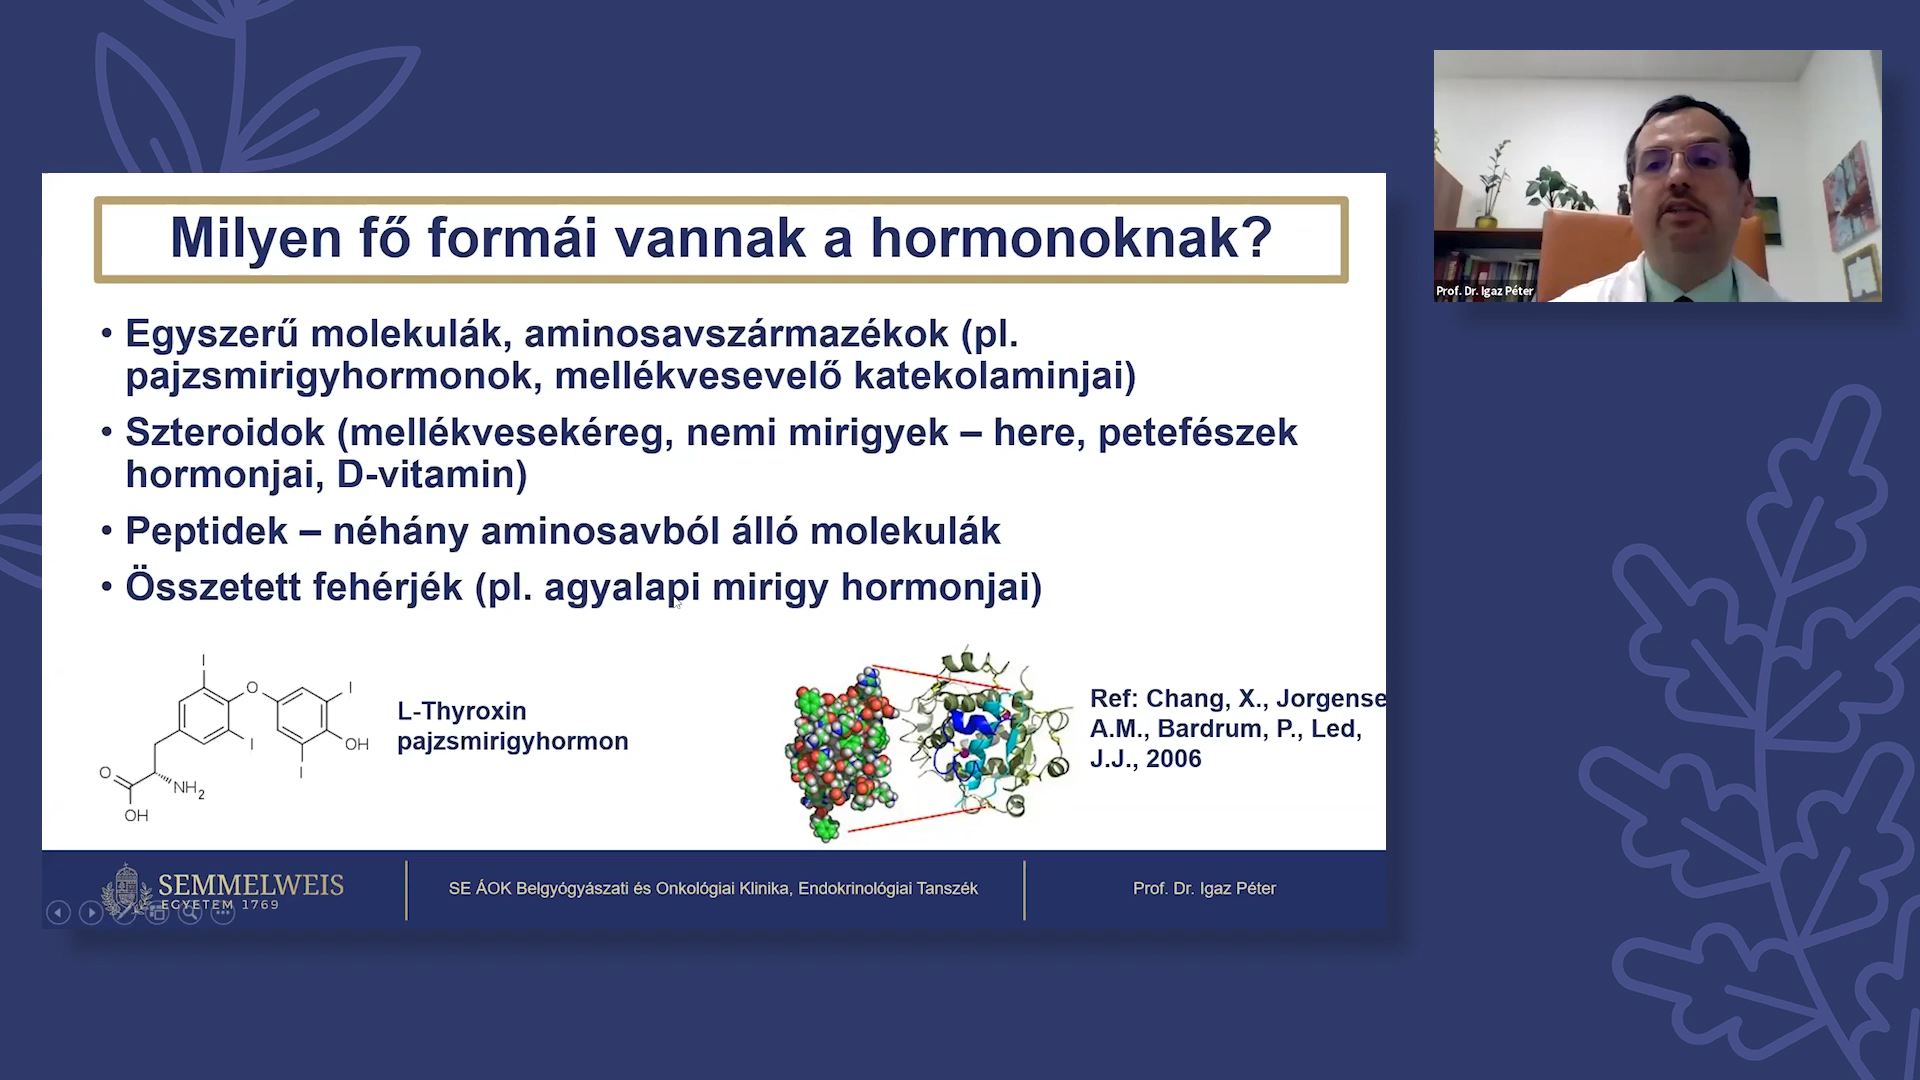 Milyen fő formái vannak a hormonoknak?
• Egyszerű molekulák, aminosavszármazékok (pl.
pajzsmirigyhormonok, mellékvesevelő katekolaminjai)
• Szteroidok (mellékvesekéreg, nemi mirigyek – here, petefészek
hormonjai, D-vitamin)
• Peptidek – néhány aminosavból álló molekulák
• Összetett fehérjék (pl. agyalapi mirigy hormonjai)
I
O
I
I
OH
I
O
NH2
OH
L-Thyroxin
pajzsmirigyhormon
Ref: Chang, X., Jorgense
A.M., Bardrum, P., Led,
J.J., 2006
SEMMELWEIS
EGYETEM 1769
SE ÁOK Belgyógyászati és Onkológiai Klinika, Endokrinológiai Tanszék
Prof. Dr. Igaz Péter
Prof. Dr. Igaz Péter